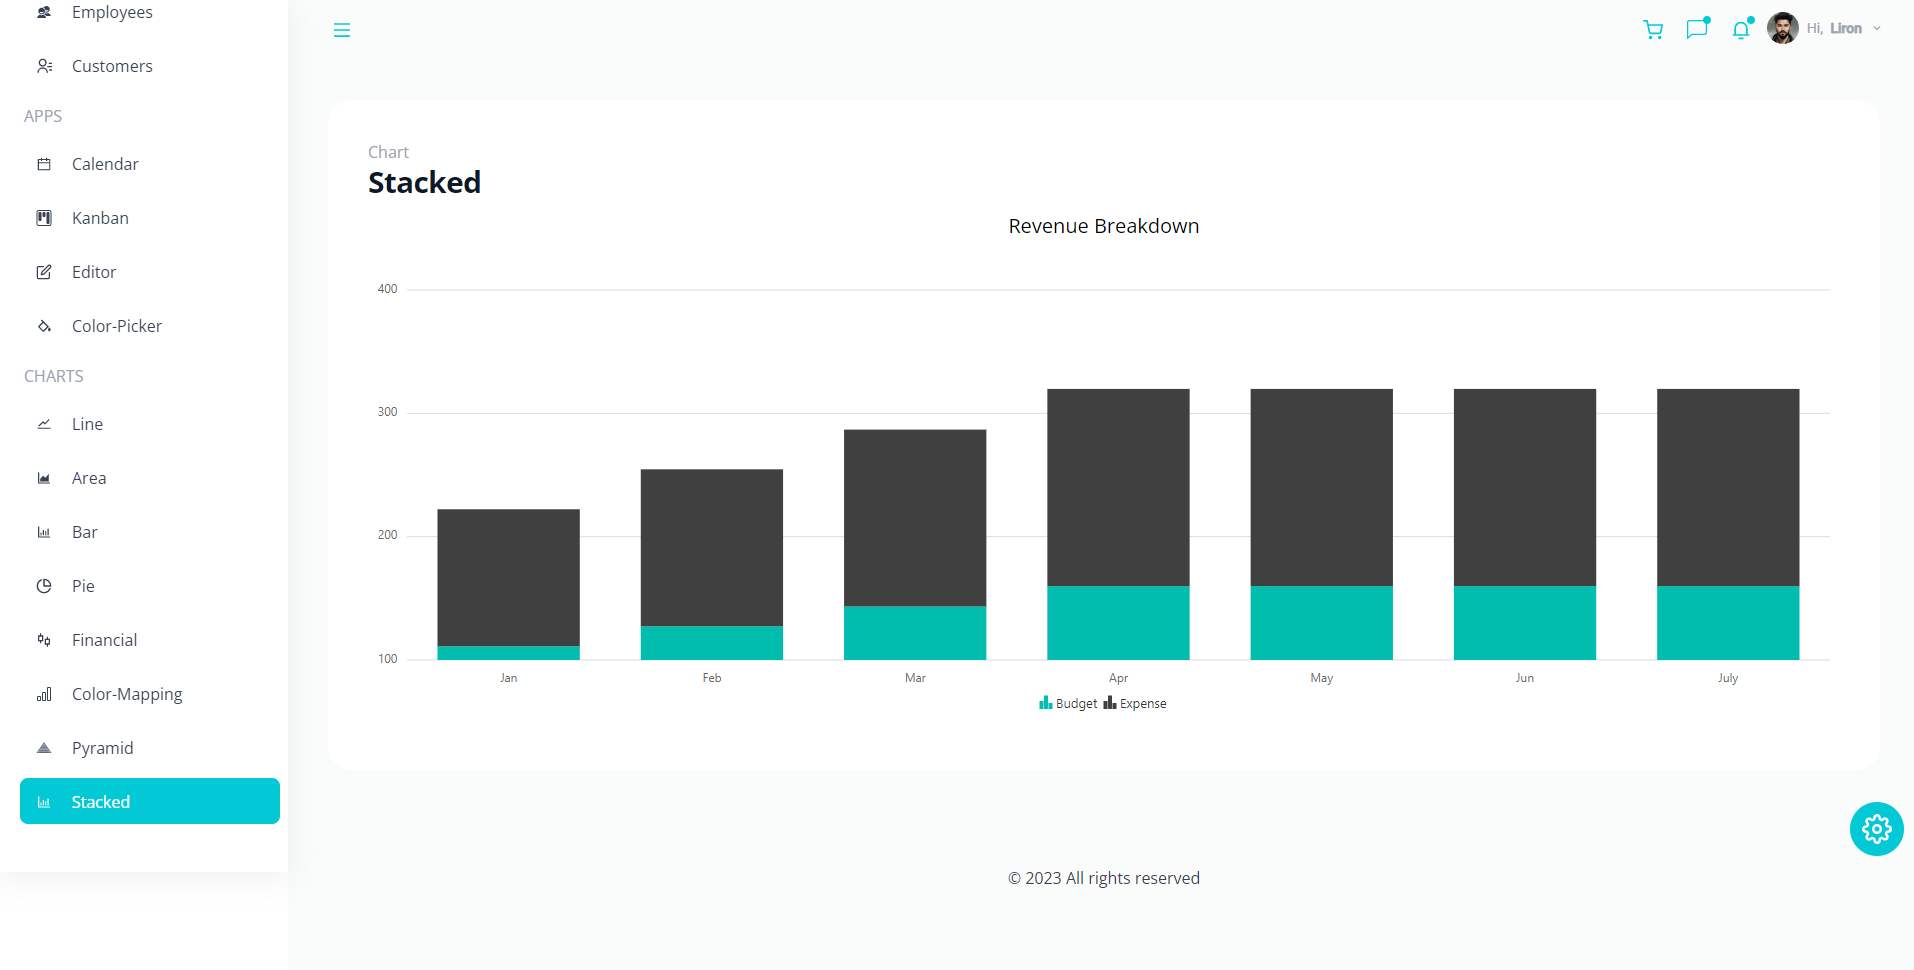 Employees
Customers
APPS
Calendar
Kanban
Editor
Color-Picker
CHARTS
Line
Area
Bar
Pie
Financial
Color-Mapping
Pyramid
Stacked
Hi, Liron
Chart
Stacked
Revenue Breakdown
400
300
200
100
Jan Feb Mar Apr May Jun July
Budget Expense
© 2023 All rights reserved